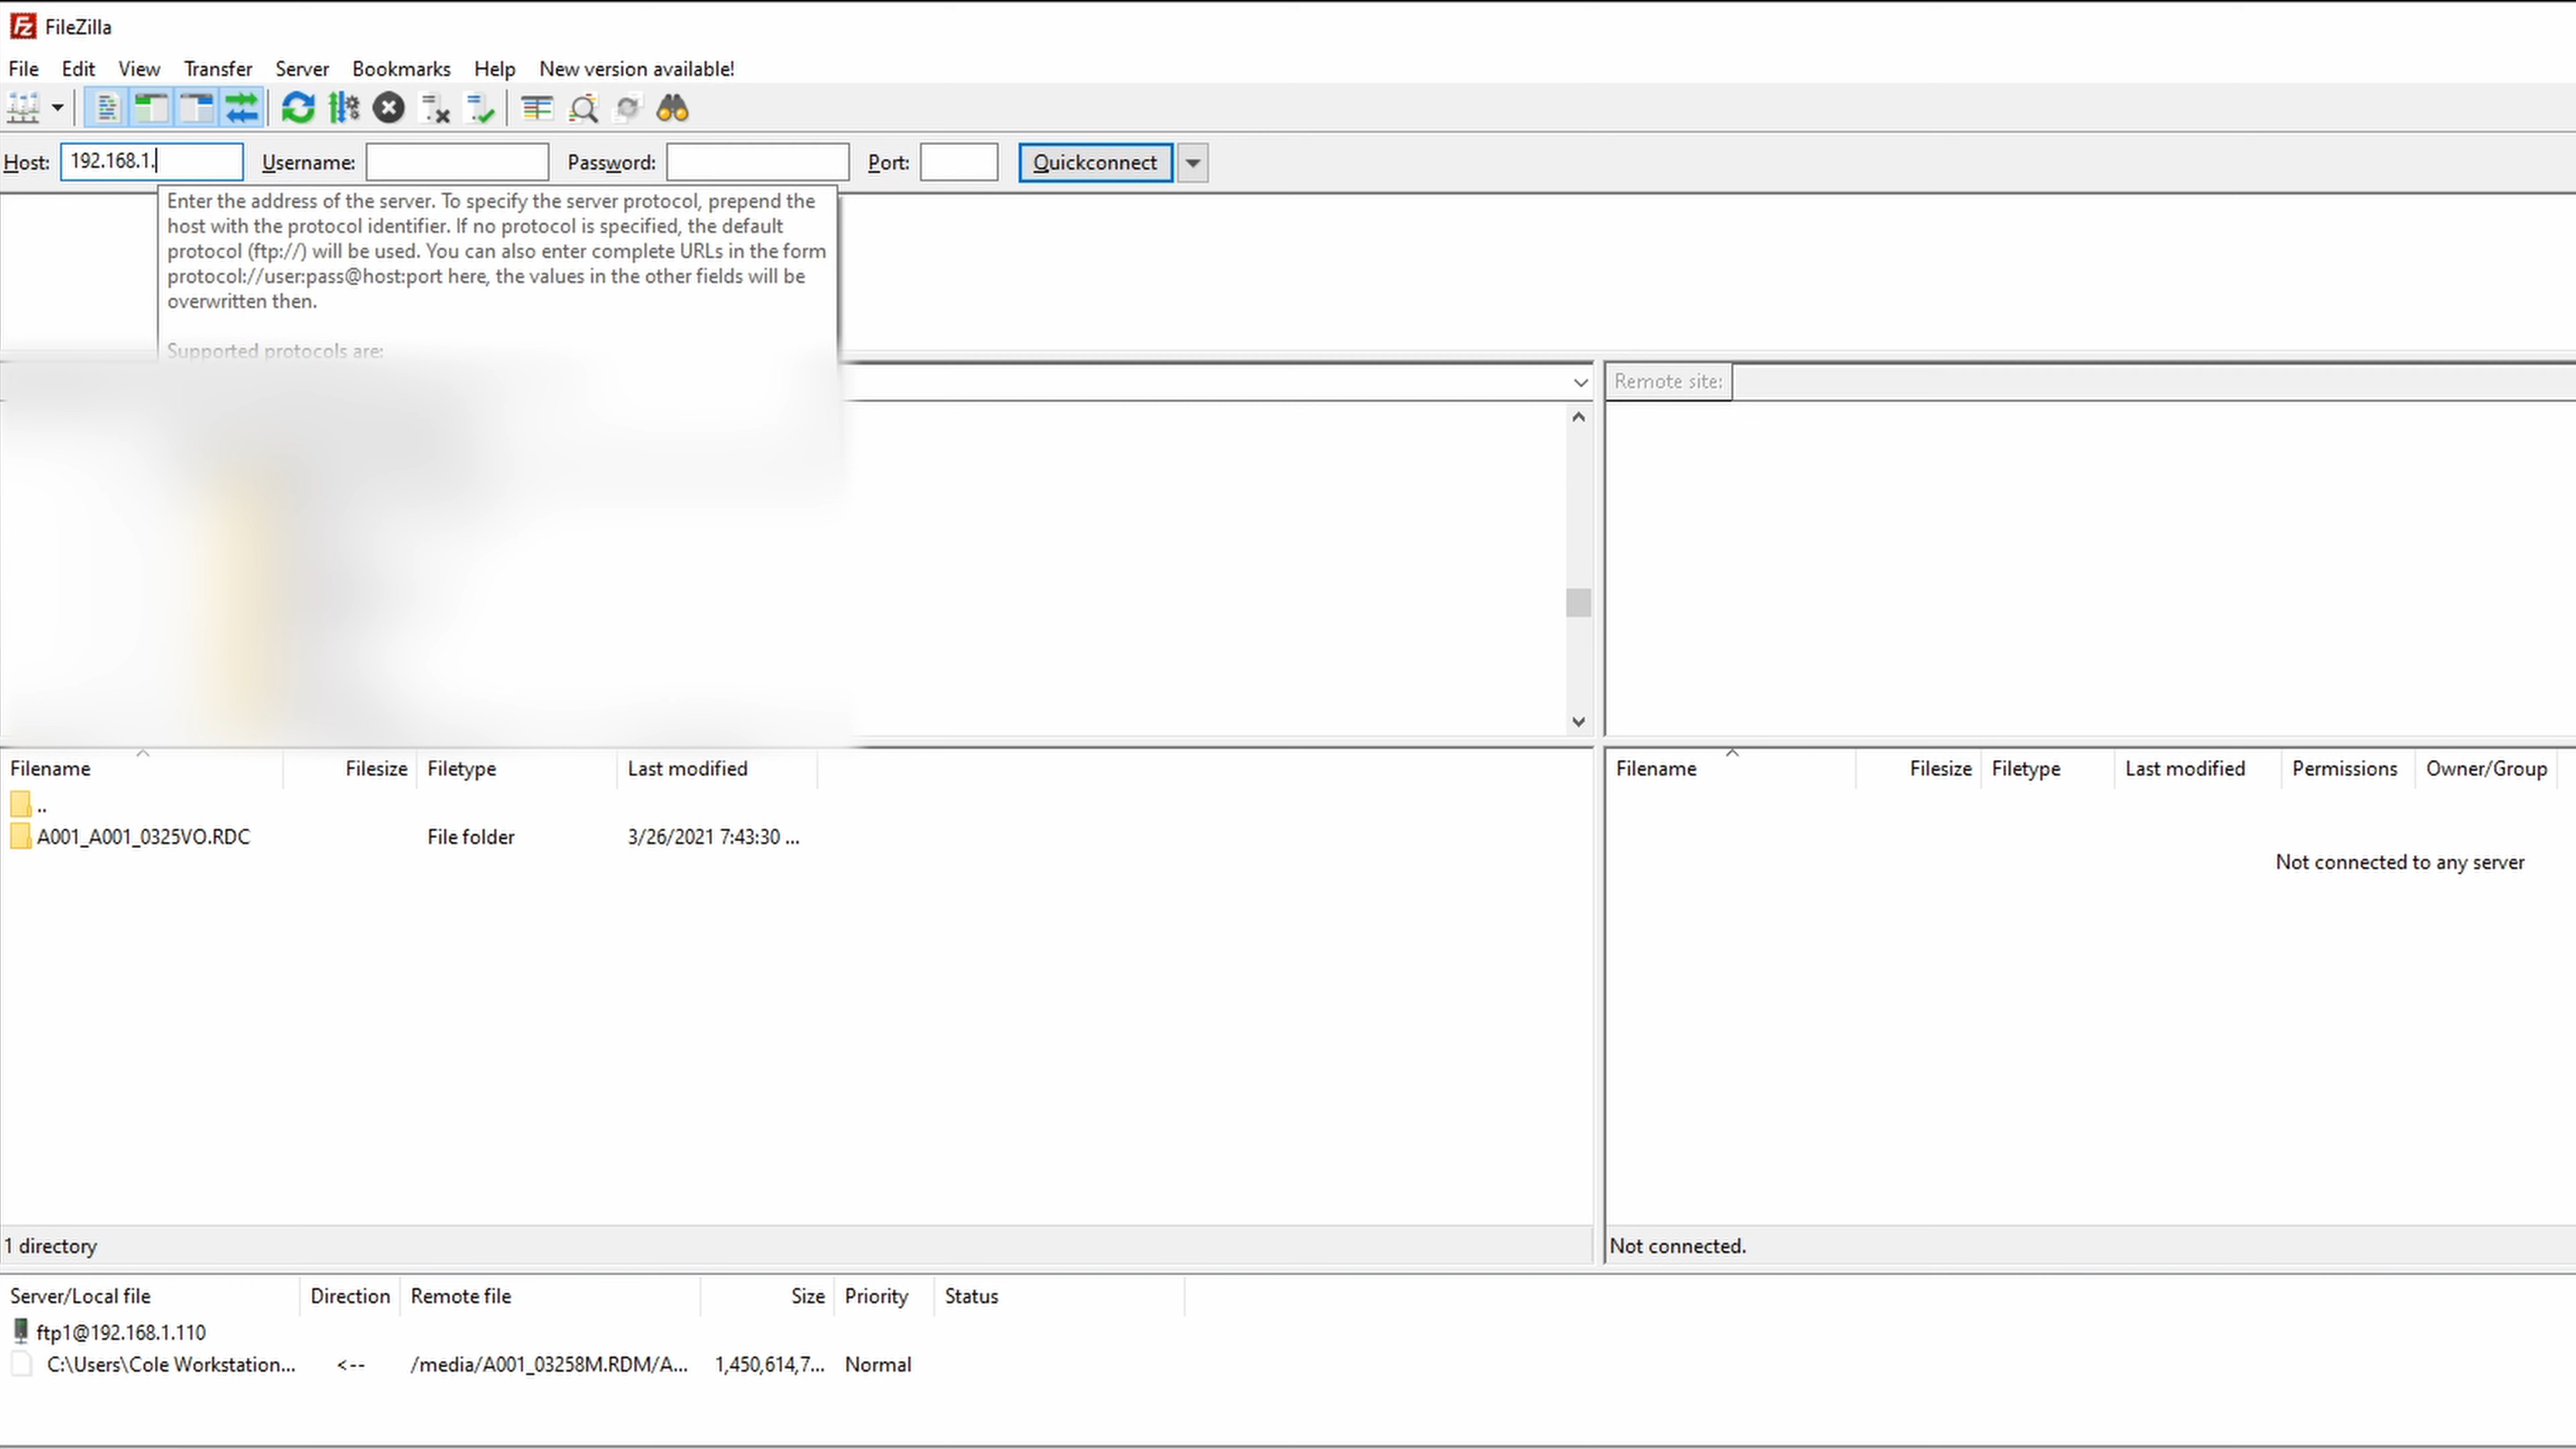 FileZilla
File Edit View Transfer Server Bookmarks Help New version available!
Host: 192.168.1. Username: Password: Port: Quickconnect
Enter the address of the server. To specify the server protocol, prepend the
host with the protocol identifier. If no protocol is specified, the default
protocol (ftp://) will be used. You can also enter complete URLs in the form
protocol://user:pass@host:port here, the values in the other fields will be
overwritten then.
Supported protocols are:
Remote site:
Filename Filesize Filetype Last modified
..
A001_A001_0325VO.RDC File folder 3/26/2021 7:43:30 ...
1 directory
Filename Filesize Filetype Last modified Permissions Owner/Group
Not connected to any server
Not connected.
Server/Local file Direction Remote file Size Priority Status
ftp1@192.168.1.110
C:\Users\Cole Workstation... <-- /media/A001_03258M.RDM/A... 1,450,614,7... Normal